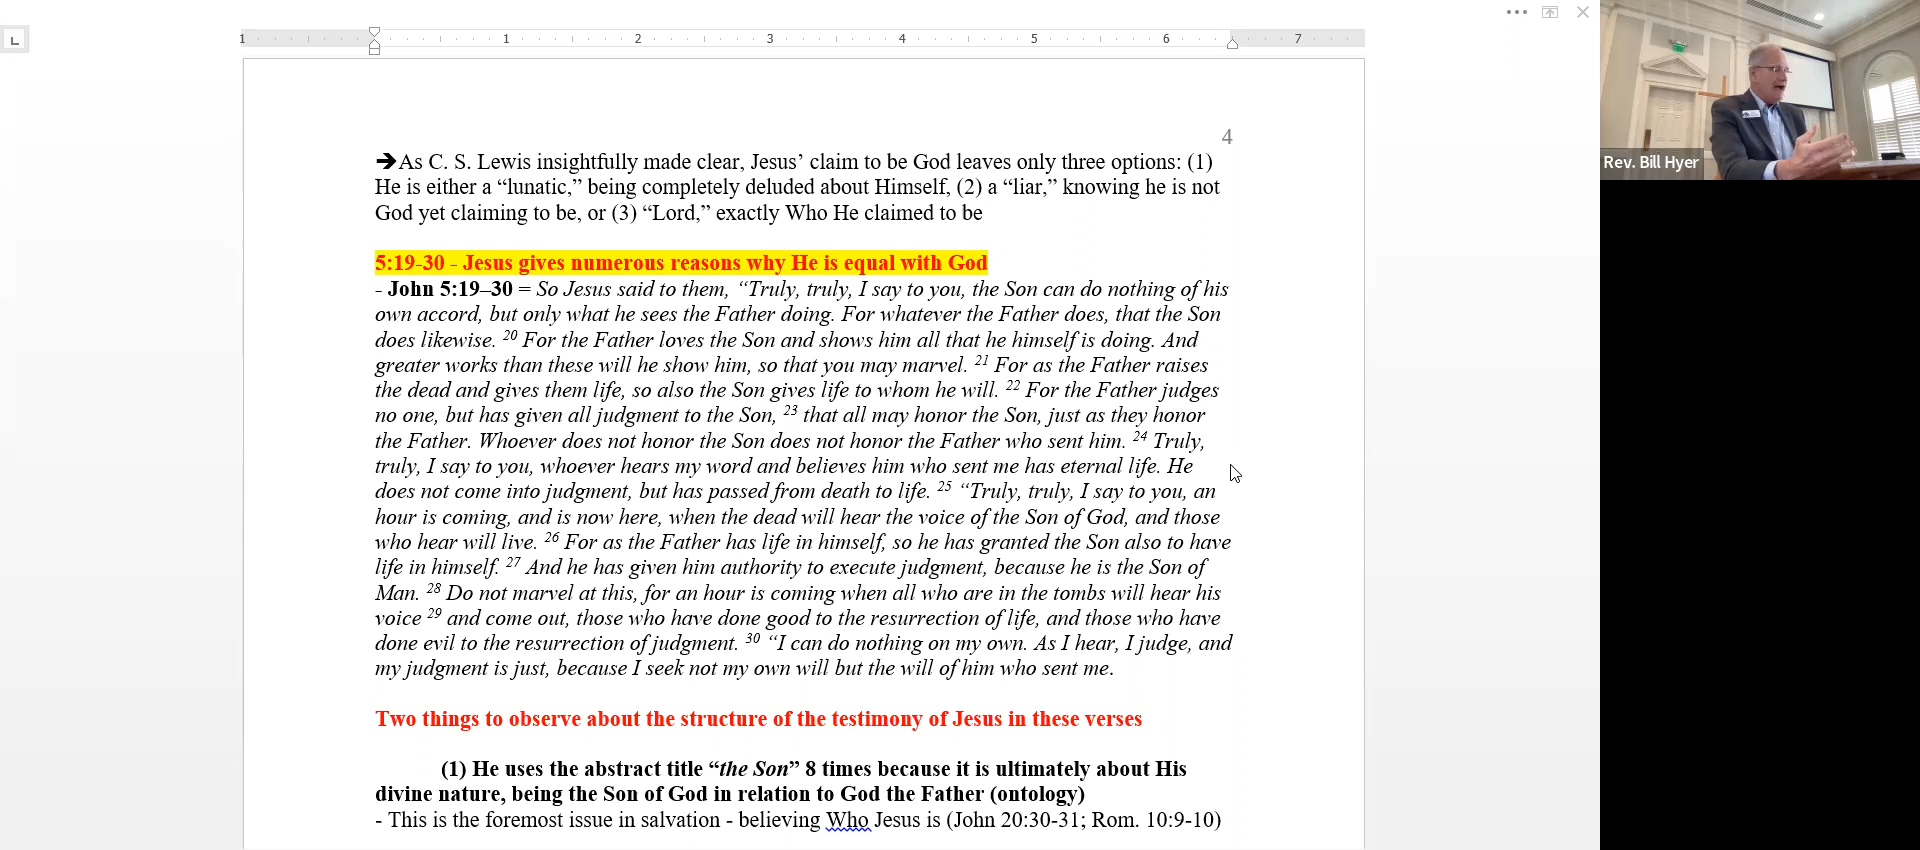 1 1 2 3 4 5 6 7
4
➔As C. S. Lewis insightfully made clear, Jesus’ claim to be God leaves only three options: (1)
He is either a “lunatic,” being completely deluded about Himself, (2) a “liar,” knowing he is not
God yet claiming to be, or (3) “Lord,” exactly Who He claimed to be
5:19-30 - Jesus gives numerous reasons why He is equal with God
- John 5:19–30 = So Jesus said to them, “Truly, truly, I say to you, the Son can do nothing of his
own accord, but only what he sees the Father doing. For whatever the Father does, that the Son
does likewise. 20 For the Father loves the Son and shows him all that he himself is doing. And
greater works than these will he show him, so that you may marvel. 21 For as the Father raises
the dead and gives them life, so also the Son gives life to whom he will. 22 For the Father judges
no one, but has given all judgment to the Son, 23 that all may honor the Son, just as they honor
the Father. Whoever does not honor the Son does not honor the Father who sent him. 24 Truly,
truly, I say to you, whoever hears my word and believes him who sent me has eternal life. He
does not come into judgment, but has passed from death to life. 25 “Truly, truly, I say to you, an
hour is coming, and is now here, when the dead will hear the voice of the Son of God, and those
who hear will live. 26 For as the Father has life in himself, so he has granted the Son also to have
life in himself. 27 And he has given him authority to execute judgment, because he is the Son of
Man. 28 Do not marvel at this, for an hour is coming when all who are in the tombs will hear his
voice 29 and come out, those who have done good to the resurrection of life, and those who have
done evil to the resurrection of judgment. 30 “I can do nothing on my own. As I hear, I judge, and
my judgment is just, because I seek not my own will but the will of him who sent me.
Two things to observe about the structure of the testimony of Jesus in these verses
(1) He uses the abstract title “the Son” 8 times because it is ultimately about His
divine nature, being the Son of God in relation to God the Father (ontology)
- This is the foremost issue in salvation - believing Who Jesus is (John 20:30-31; Rom. 10:9-10)
Rev. Bill Hyer